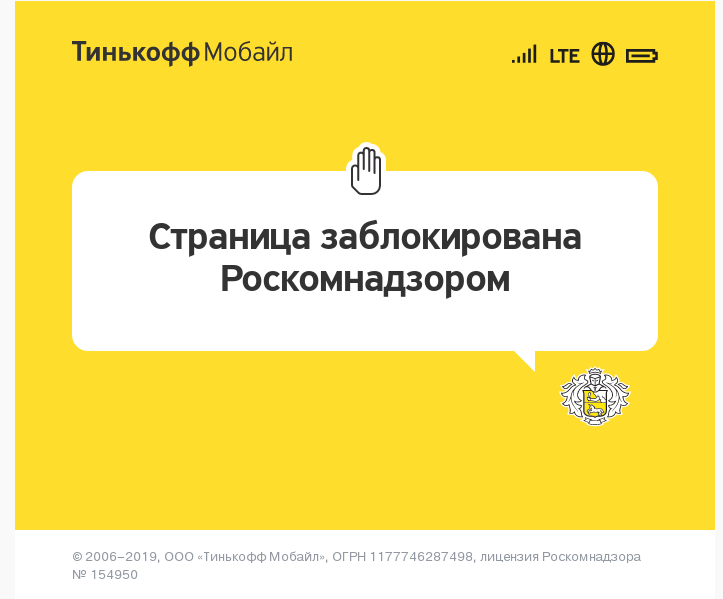 Тинькофф Мобайл
LTE
Страница заблокирована
Роскомнадзором
© 2006–2019, ООО «Тинькофф Мобайл», ОГРН 1177746287498, лицензия Роскомнадзора
№ 154950